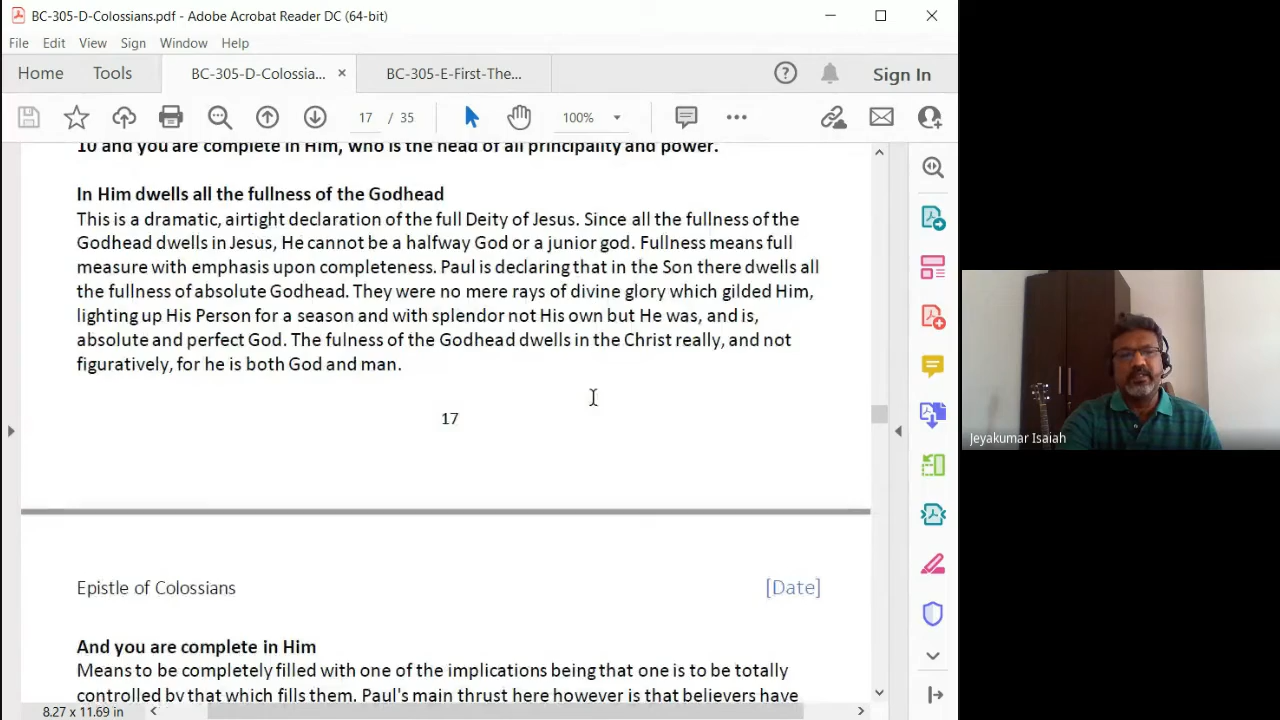 BC-305-D-Colossians.pdf - Adobe Acrobat Reader DC (64-bit)
File Edit View Sign Window Help
Home Tools BC-305-D-Colossia... × BC-305-E-First-The... Sign In
17 / 35 100%
10 and you are complete in Him, who is the head of all principality and power.
In Him dwells all the fullness of the Godhead
This is a dramatic, airtight declaration of the full Deity of Jesus. Since all the fullness of the
Godhead dwells in Jesus, He cannot be a halfway God or a junior god. Fullness means full
measure with emphasis upon completeness. Paul is declaring that in the Son there dwells all
the fullness of absolute Godhead. They were no mere rays of divine glory which gilded Him,
lighting up His Person for a season and with splendor not His own but He was, and is,
absolute and perfect God. The fulness of the Godhead dwells in the Christ really, and not
figuratively, for he is both God and man.
17
Epistle of Colossians [Date]
And you are complete in Him
Means to be completely filled with one of the implications being that one is to be totally
controlled by that which fills them. Paul's main thrust here however is that believers have
8.27 x 11.69 in
Jeyakumar Isaiah